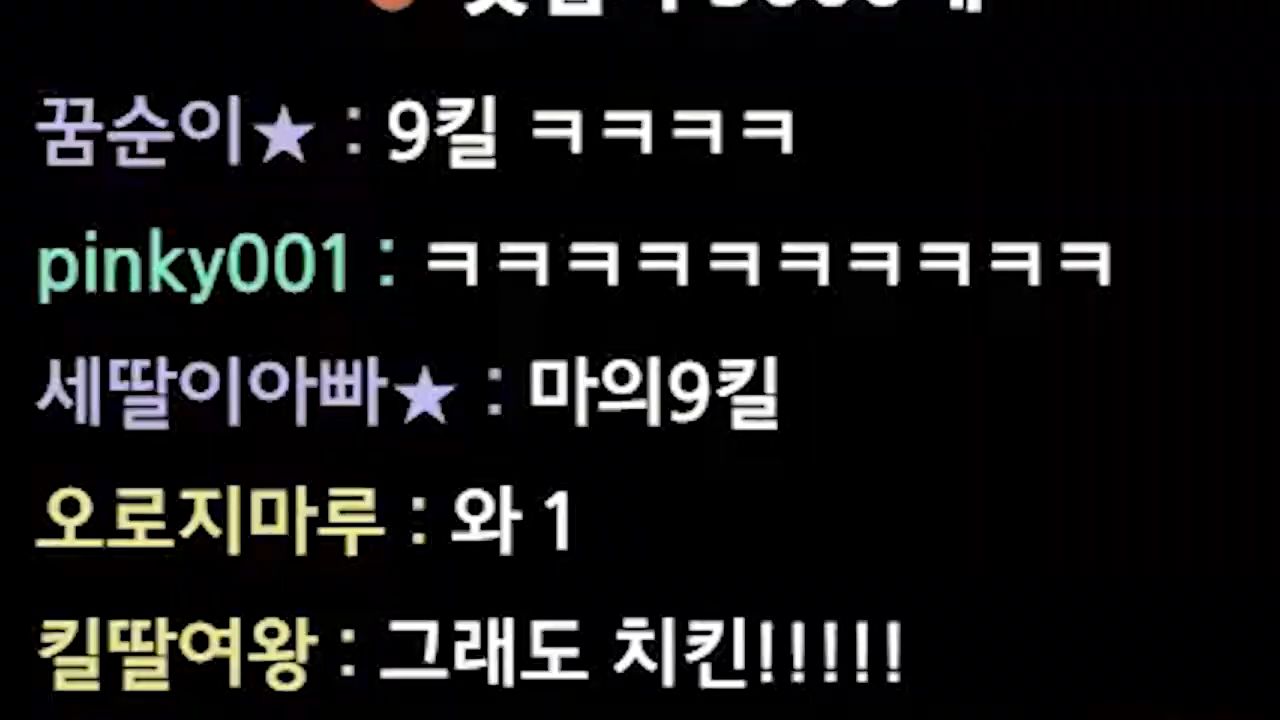 꿈순이★ : 9킬 ㅋㅋㅋㅋ
pinky001 : ㅋㅋㅋㅋㅋㅋㅋㅋㅋㅋ
세딸이아빠★ : 마의9킬
오로지마루 : 와 1
킬딸여왕 : 그래도 치킨!!!!!